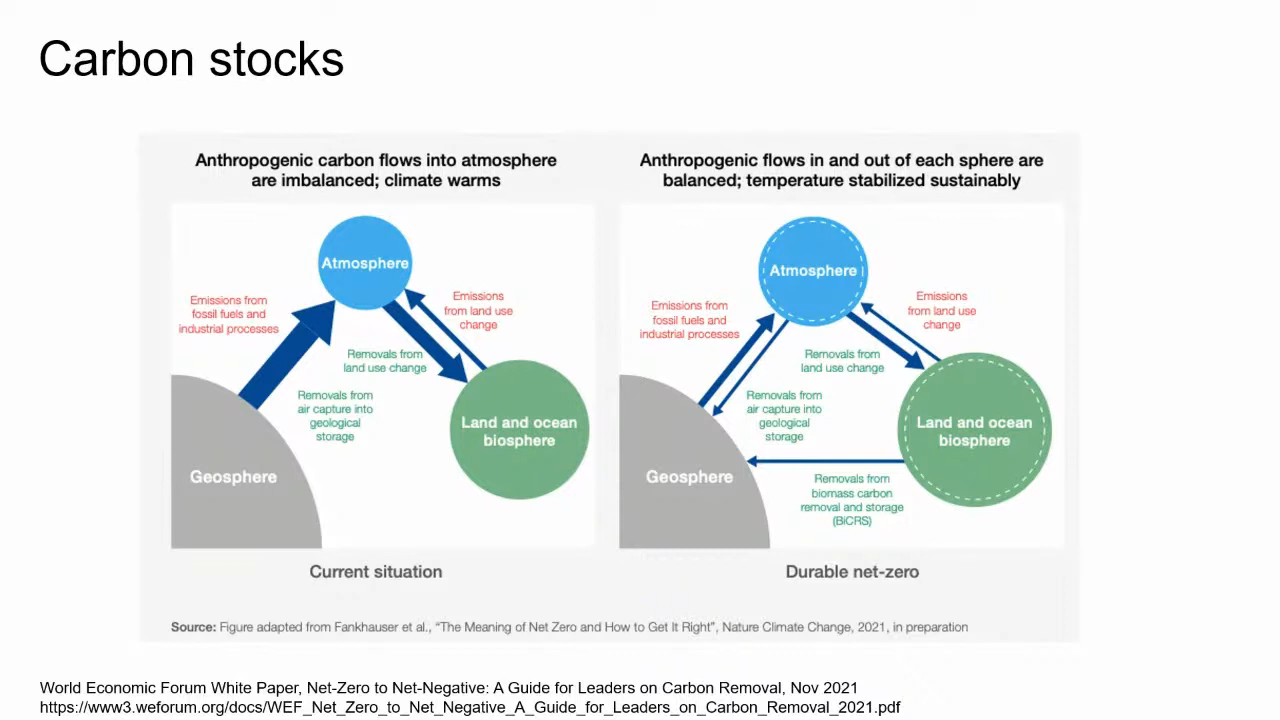 Carbon stocks
Anthropogenic carbon flows into atmosphere
are imbalanced; climate warms
Atmosphere
Emissions from
fossil fuels and
industrial processes
Emissions
from land use
change
Removals from
land use change
Removals from
air capture into
geological
storage
Land and ocean
biosphere
Geosphere
Current situation
Anthropogenic flows in and out of each sphere are
balanced; temperature stabilized sustainably
Atmosphere
Emissions from
fossil fuels and
industrial processes
Emissions
from land use
change
Removals from
land use change
Removals from
air capture into
geological
storage
Land and ocean
biosphere
Geosphere
Removals from
biomass carbon
removal and storage
(BiCRS)
Durable net-zero
Source: Figure adapted from Fankhauser et al., “The Meaning of Net Zero and How to Get It Right”, Nature Climate Change, 2021, in preparation
World Economic Forum White Paper, Net-Zero to Net-Negative: A Guide for Leaders on Carbon Removal, Nov 2021
https://www3.weforum.org/docs/WEF_Net_Zero_to_Net_Negative_A_Guide_for_Leaders_on_Carbon_Removal_2021.pdf